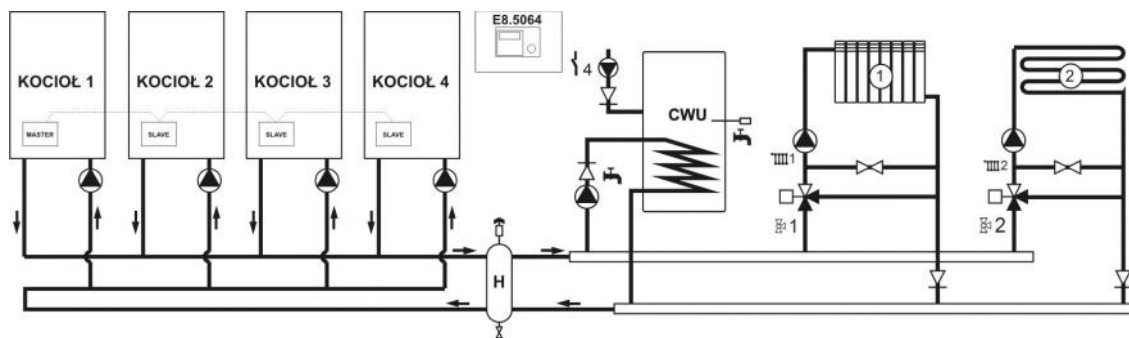 KOCIOŁ 1
KOCIOŁ 2
KOCIOŁ 3
KOCIOŁ 4
MASTER
SLAVE
SLAVE
SLAVE
E8.5064
4
CWU
1
2
1
2
1
2
H